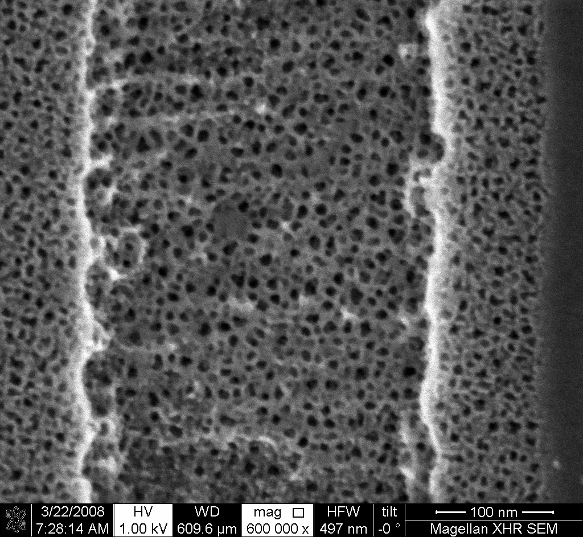 3/22/2008 HV WD mag HFW tilt 100 nm
7:28:14 AM 1.00 kV 609.6 µm 600 000 x 497 nm -0 ° Magellan XHR SEM